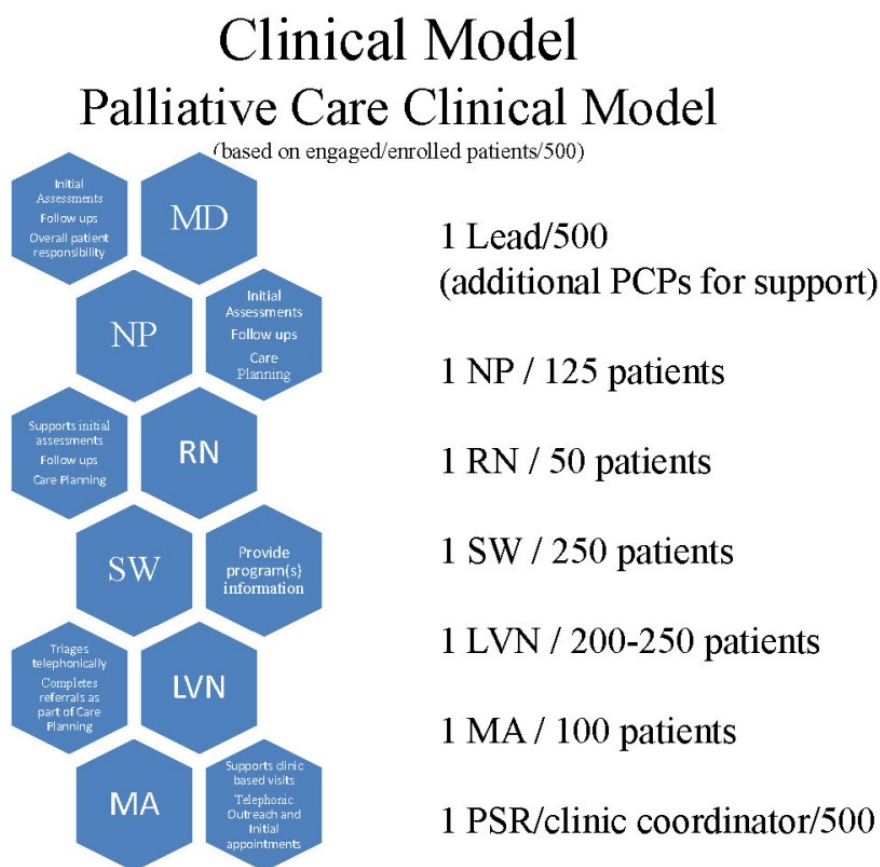 Clinical Model
Palliative Care Clinical Model
(based on engaged/enrolled patients/500)
Initial
Assessments
Follow ups
Overall patient
responsibility
MD
1 Lead/500
(additional PCPs for support)
NP
Initial
Assessments
Follow ups
Care
Planning
1 NP / 125 patients
Supports initial
assessments
Follow ups
Care Planning
RN
1 RN / 50 patients
SW
Provide
program(s)
information
1 SW / 250 patients
Triages
telephonically
Completes
referrals as
part of Care
Planning
LVN
1 LVN / 200-250 patients
MA
Supports clinic
based visits
Telephonic
Outreach and
Initial
appointments
1 MA / 100 patients
1 PSR/clinic coordinator/500